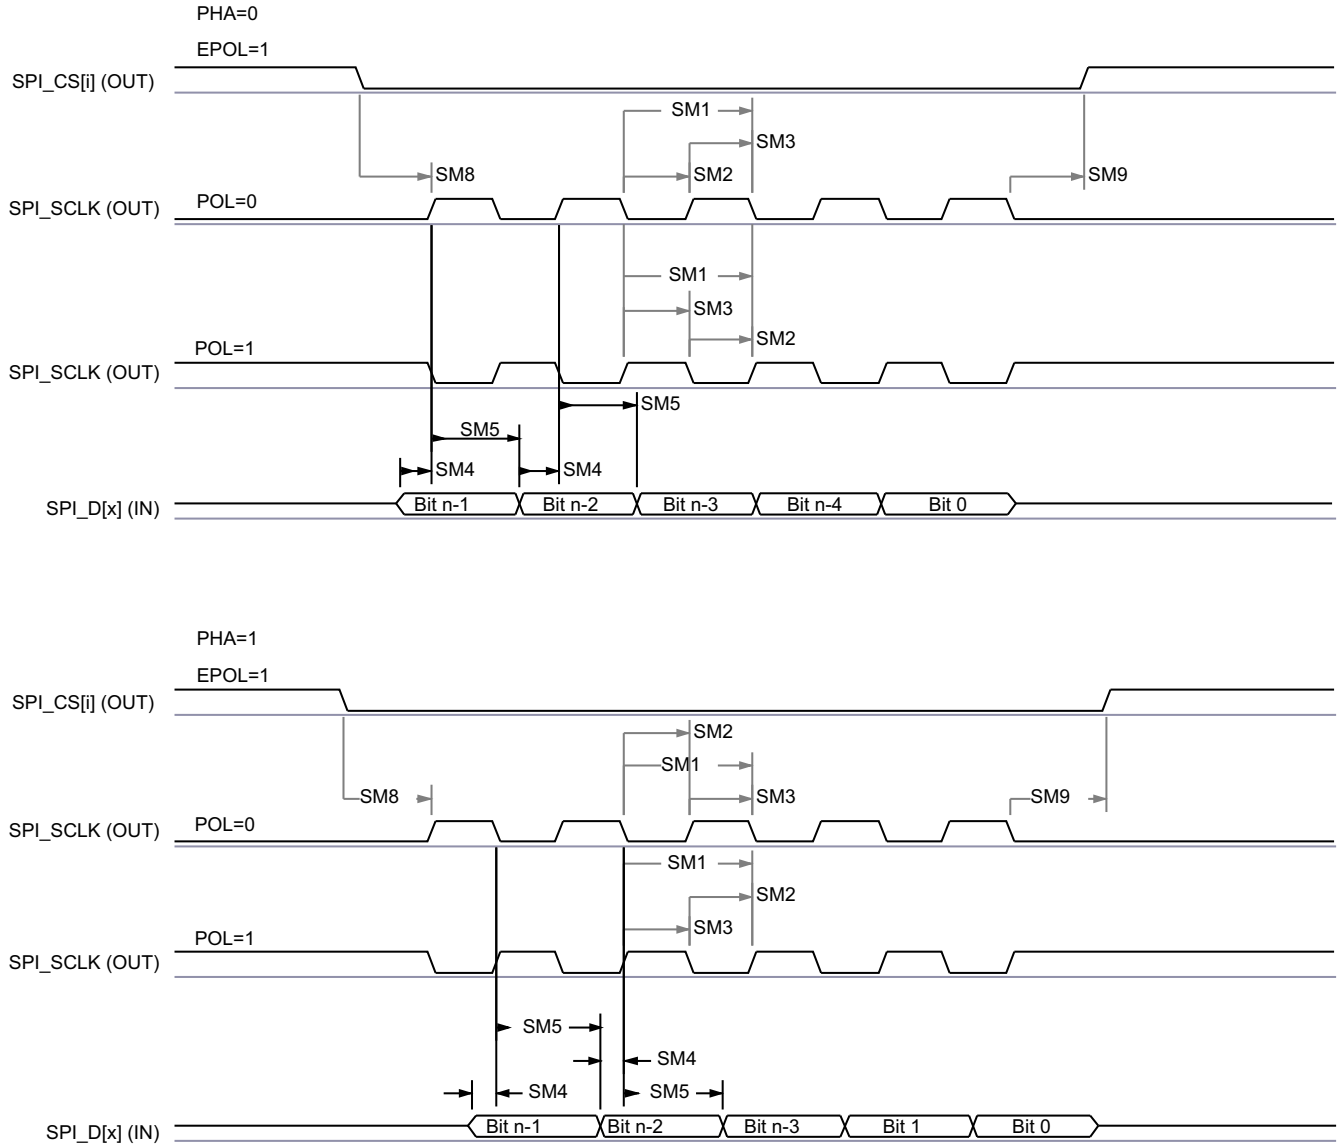 PHA=0
EPOL=1
SPI_CS[i] (OUT)
SM1
SM3
SM8
SM2
SM9
POL=0
SPI_SCLK (OUT)
SM1
SM3
SM2
POL=1
SPI_SCLK (OUT)
SM5
SM5
SM4
SM4
SPI_D[x] (IN)
Bit n-1
Bit n-2
Bit n-3
Bit n-4
Bit 0
PHA=1
EPOL=1
SPI_CS[i] (OUT)
SM2
SM1
SM8
SM3
SM9
POL=0
SPI_SCLK (OUT)
SM1
SM2
SM3
POL=1
SPI_SCLK (OUT)
SM5
SM4
SM4
SM5
SPI_D[x] (IN)
Bit n-1
Bit n-2
Bit n-3
Bit 1
Bit 0